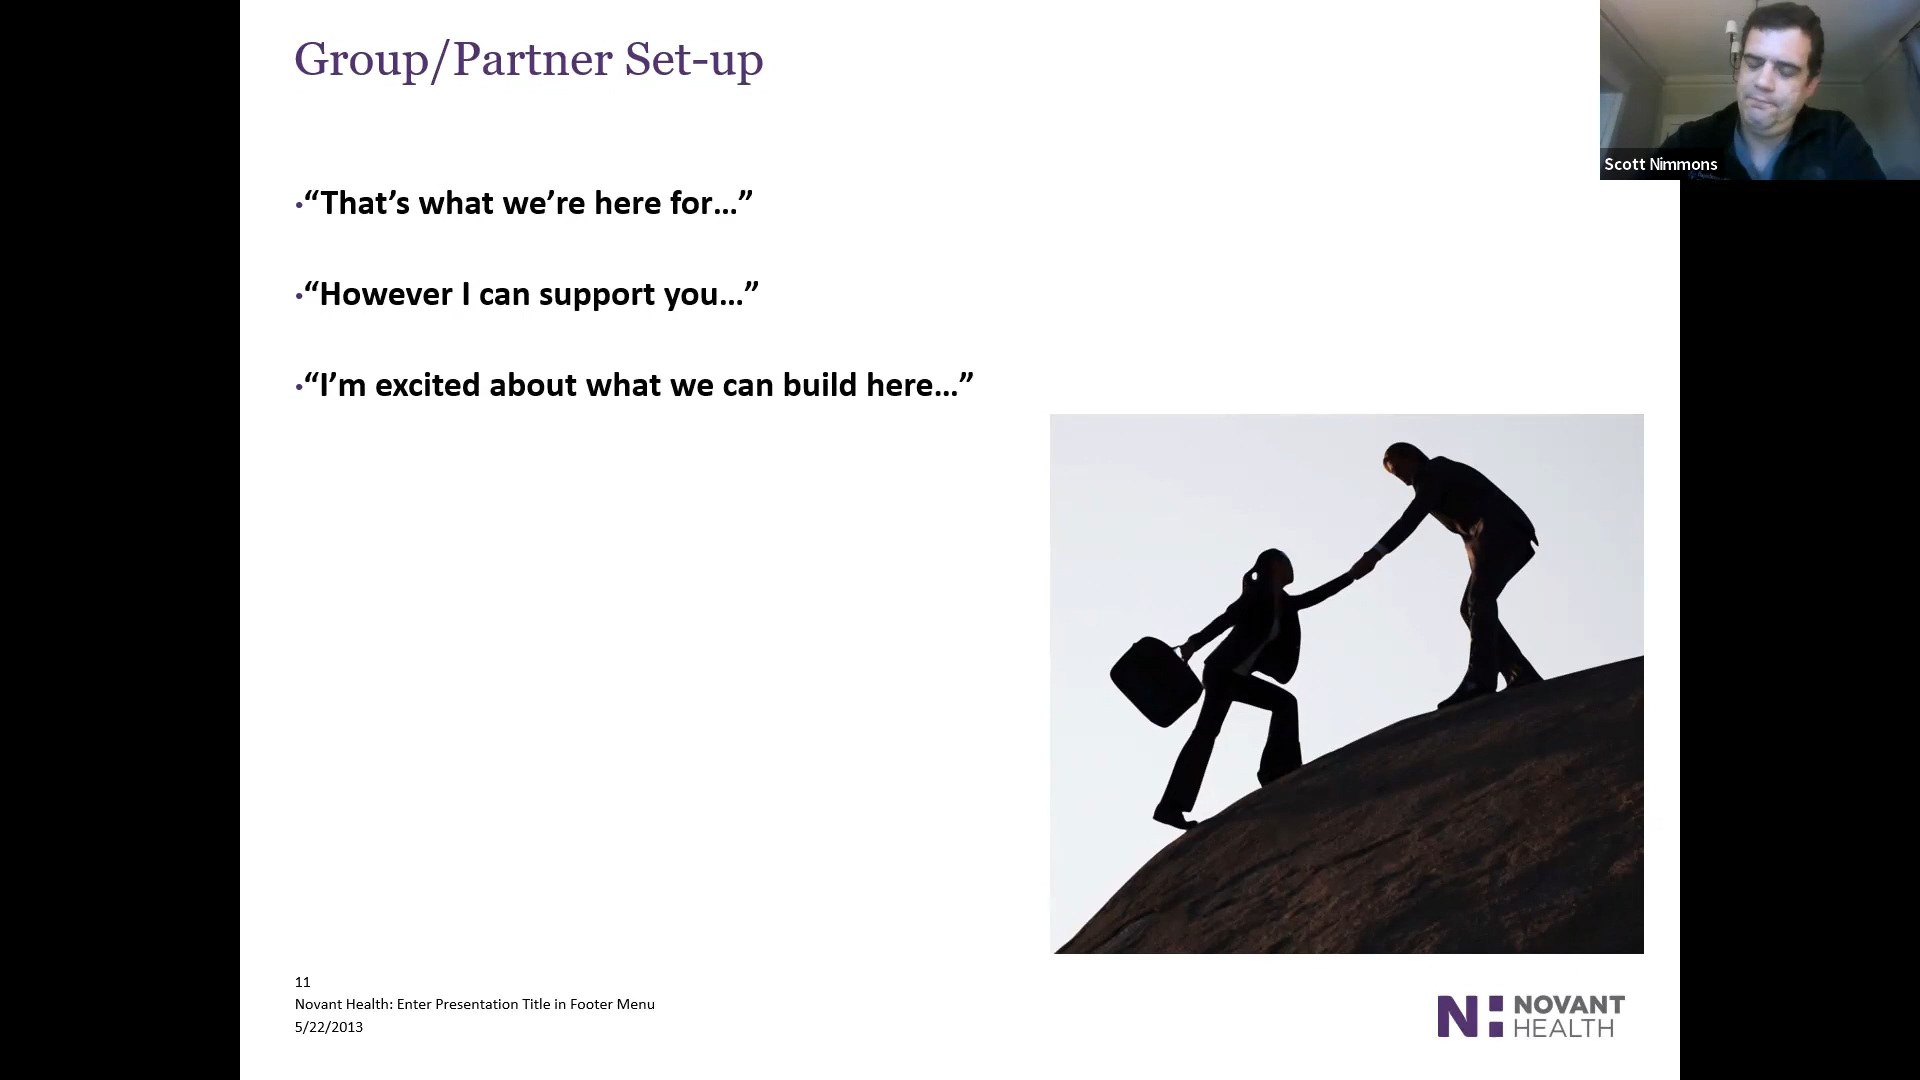 Group/Partner Set-up
Scott Nimmons
•“That’s what we’re here for…”
•“However I can support you…”
•“I’m excited about what we can build here…”
11
Novant Health: Enter Presentation Title in Footer Menu
5/22/2013
N NOVANT
HEALTH